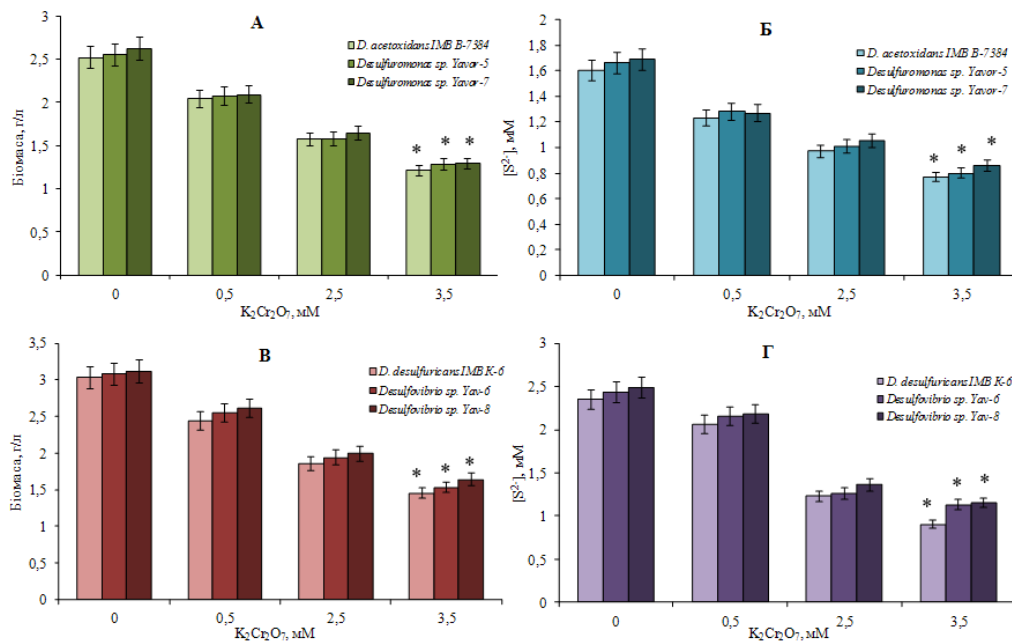 А
D. acetoxidans IMB B-7384
Desulfuromonas sp. Yavor-5
Desulfuromonas sp. Yavor-7
Біомаса, г/л
3
2,5
2
1,5
1
0,5
0
* * *
0 0,5 2,5 3,5
K₂Cr₂O₇, мМ
Б
D. acetoxidans IMB B-7384
Desulfuromonas sp. Yavor-5
Desulfuromonas sp. Yavor-7
[S²⁻], мМ
2
1,8
1,6
1,4
1,2
1
0,8
0,6
0,4
0,2
0
* * *
0 0,5 2,5 3,5
K₂Cr₂O₇, мМ
В
D. desulfuricans IMB K-6
Desulfovibrio sp. Yav-6
Desulfovibrio sp. Yav-8
Біомаса, г/л
3,5
3
2,5
2
1,5
1
0,5
0
* * *
0 0,5 2,5 3,5
K₂Cr₂O₇, мМ
Г
D. desulfuricans IMB K-6
Desulfovibrio sp. Yav-6
Desulfovibrio sp. Yav-8
[S²⁻], мМ
3
2,5
2
1,5
1
0,5
0
* * *
0 0,5 2,5 3,5
K₂Cr₂O₇, мМ